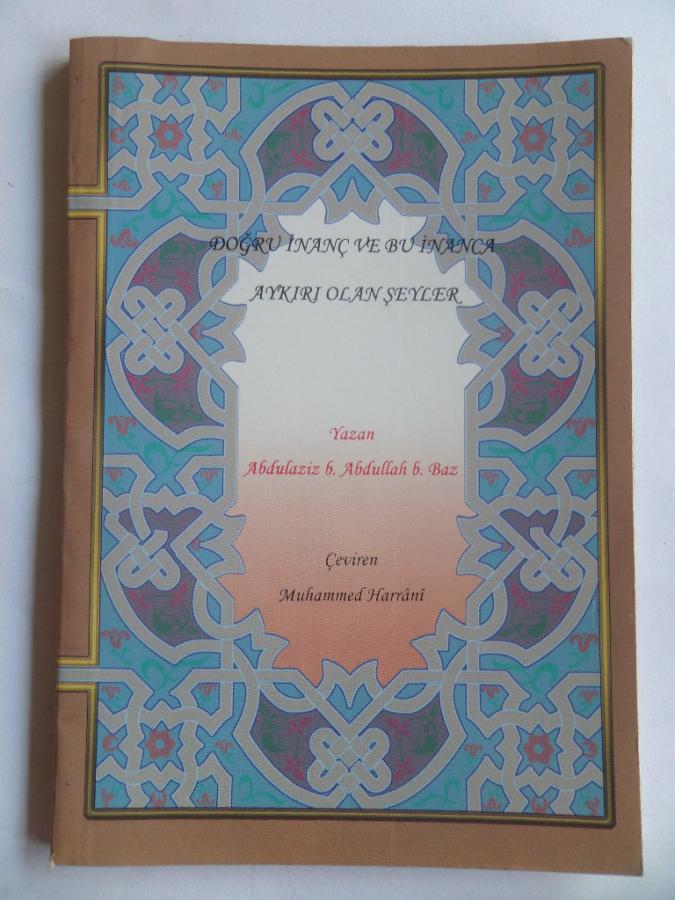 DOĞRU İNANÇ VE BU İNANCA
AYKIRI OLAN ŞEYLER
Yazan
Abdulaziz b. Abdullah b. Baz
Çeviren
Muhammed Harrânî